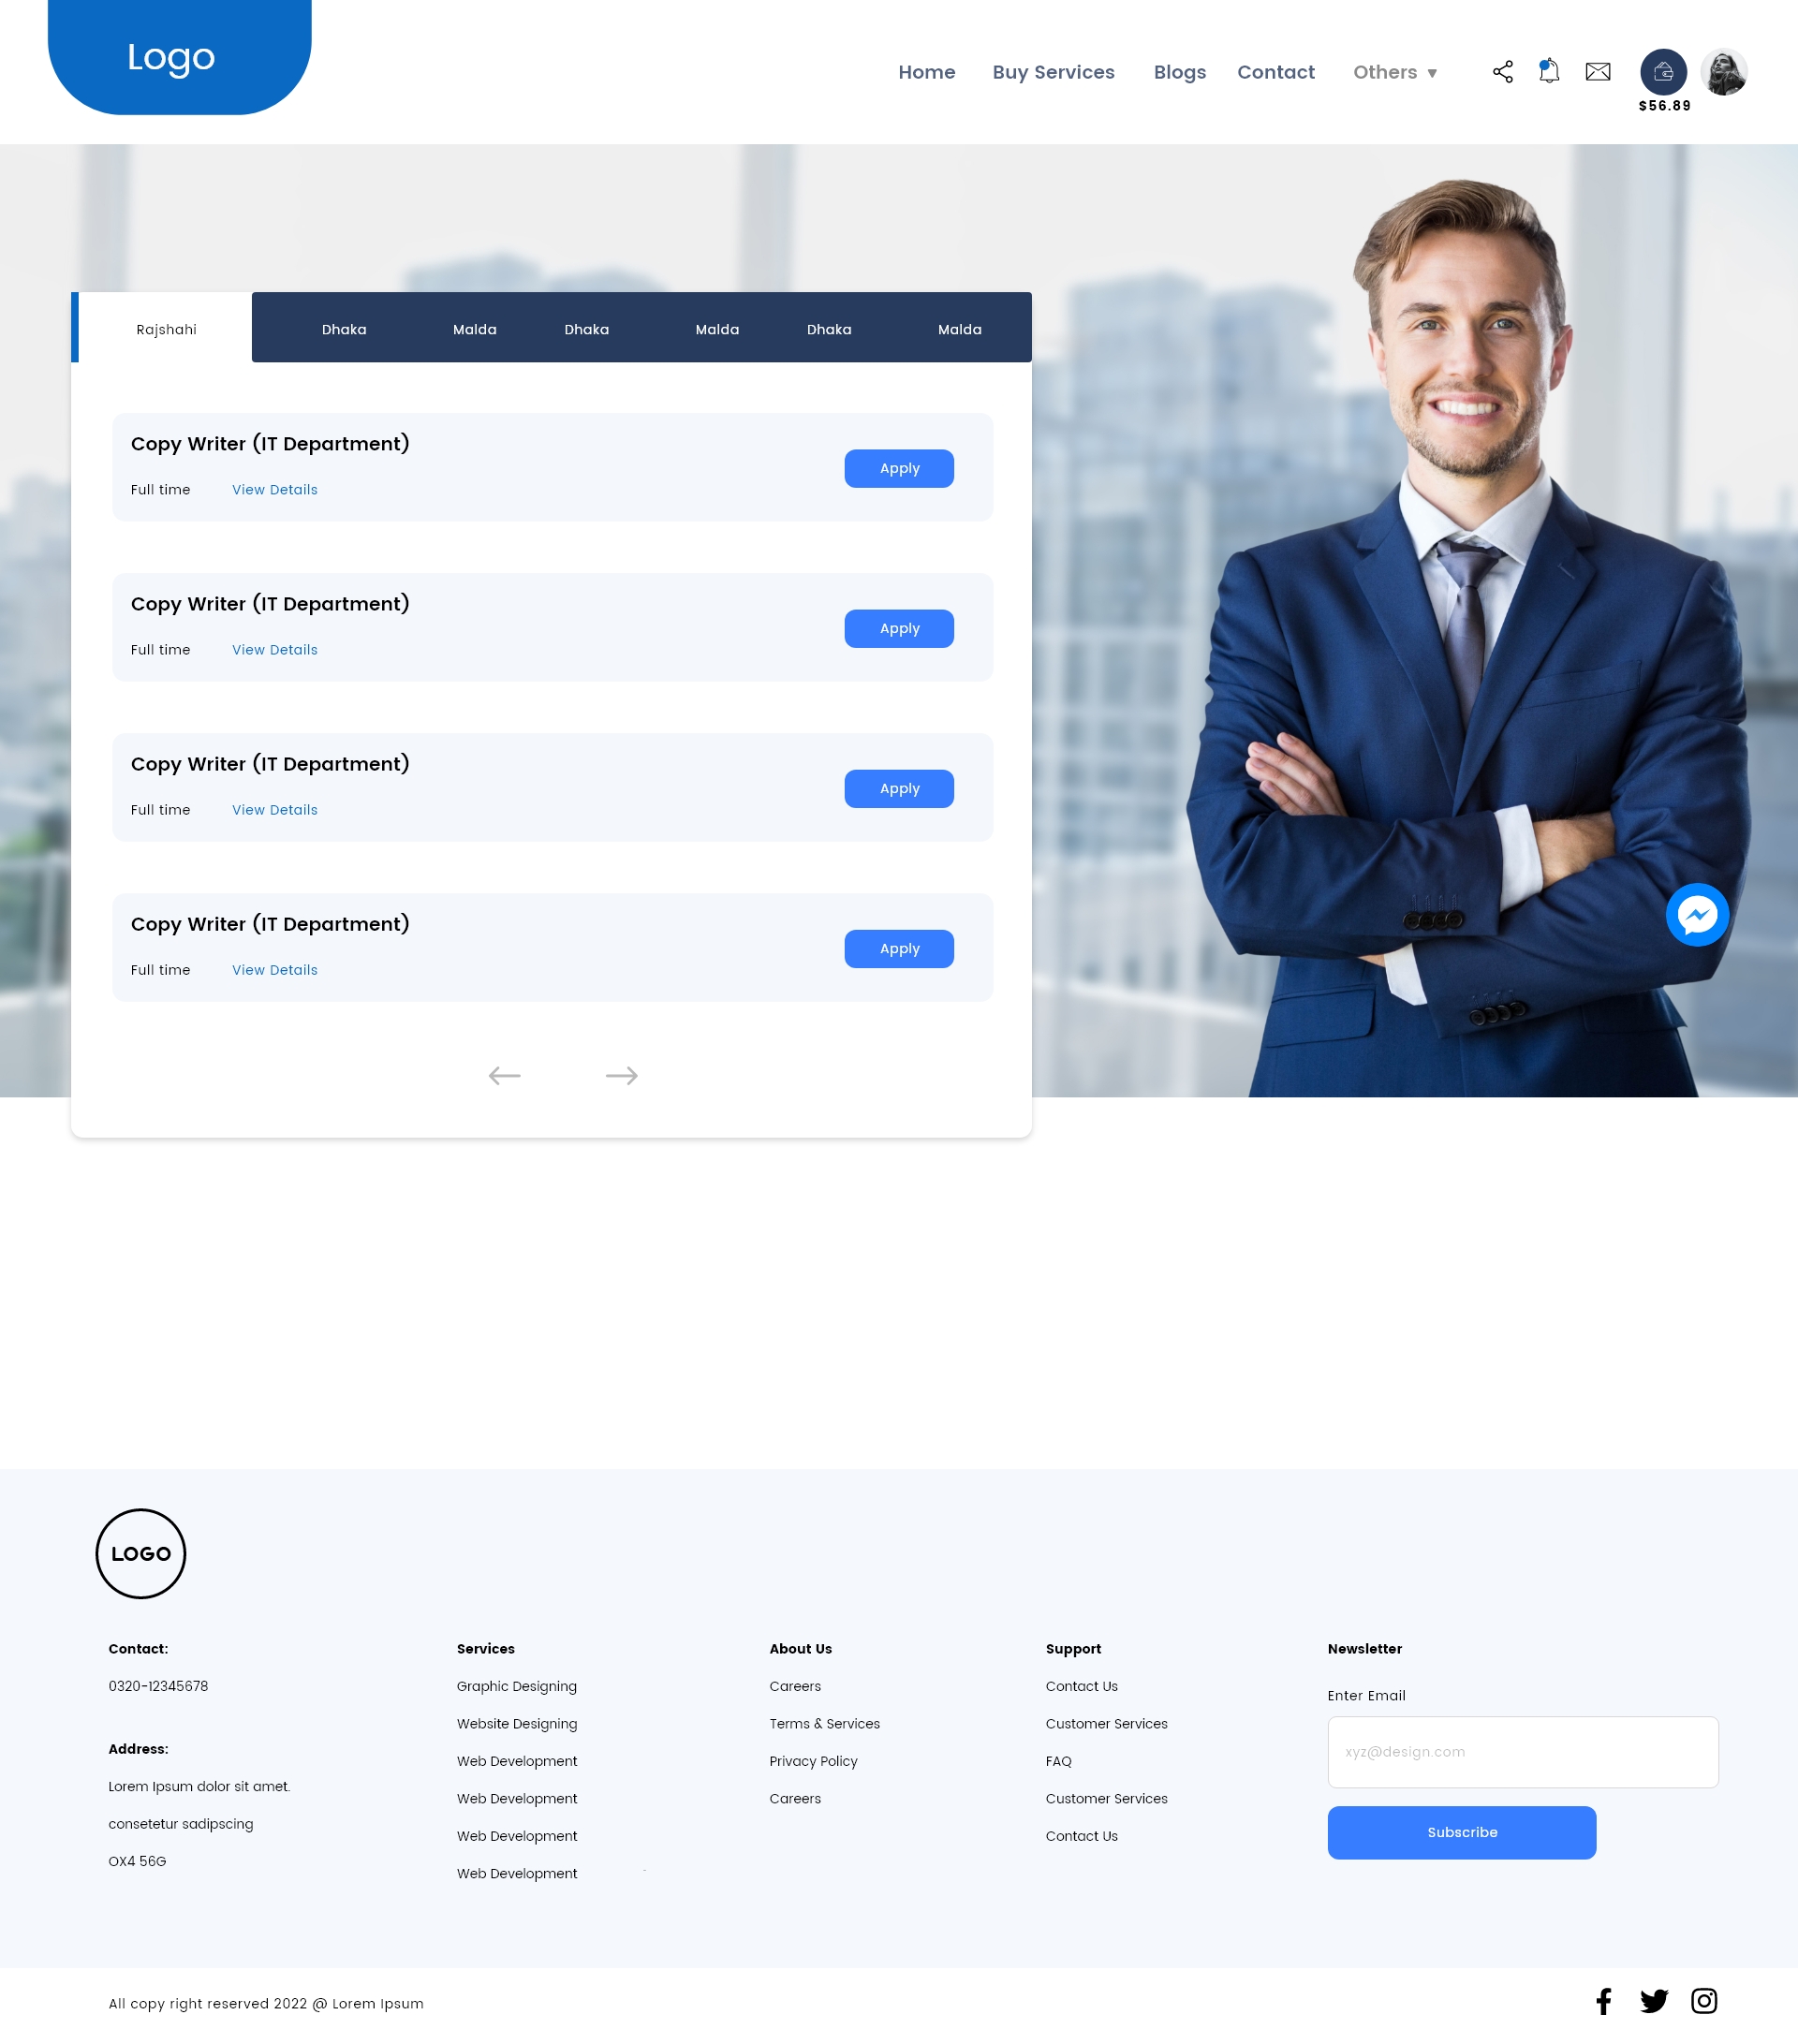 Logo
Home Buy Services Blogs Contact Others
$56.89
Rajshahi Dhaka Malda Dhaka Malda Dhaka Malda
Copy Writer (IT Department)
Apply
Full time View Details
Copy Writer (IT Department)
Apply
Full time View Details
Copy Writer (IT Department)
Apply
Full time View Details
Copy Writer (IT Department)
Apply
Full time View Details
LOGO
Contact:
0320-12345678
Address:
Lorem Ipsum dolor sit amet.
consetetur sadipscing
OX4 56G
Services
Graphic Designing
Website Designing
Web Development
Web Development
Web Development
Web Development
About Us
Careers
Terms & Services
Privacy Policy
Careers
Support
Contact Us
Customer Services
FAQ
Customer Services
Contact Us
Newsletter
Enter Email
xyz@design.com
Subscribe
All copy right reserved 2022 @ Lorem Ipsum